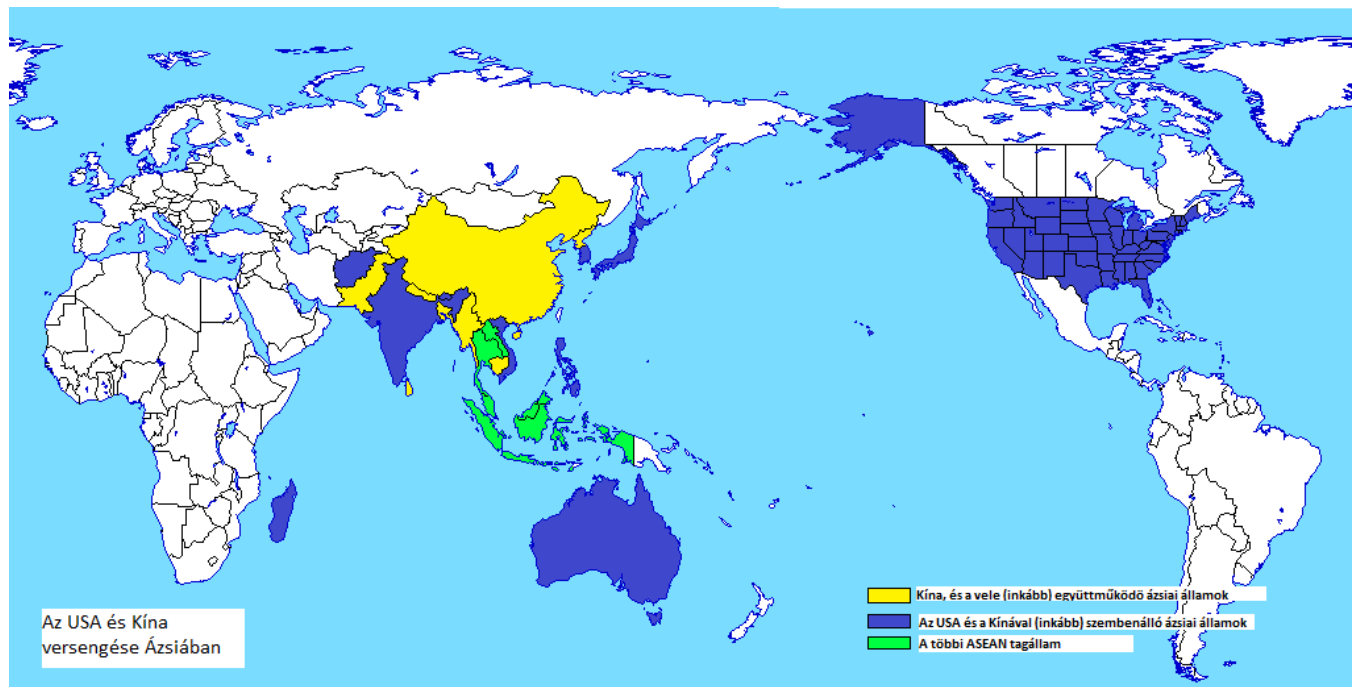 Kína, és a vele (inkább) együttműködö ázsiai államok
Az USA és a Kínával (inkább) szembenálló ázsiai államok
A többi ASEAN tagállam
Az USA és Kína
versengése Ázsiában